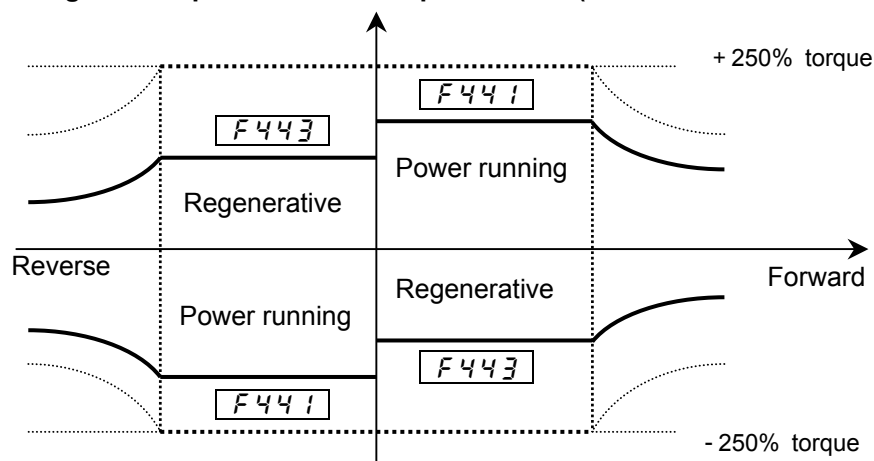 + 250% torque
F441
F443
Power running
Regenerative
Reverse
Forward
Regenerative
Power running
F443
F441
- 250% torque